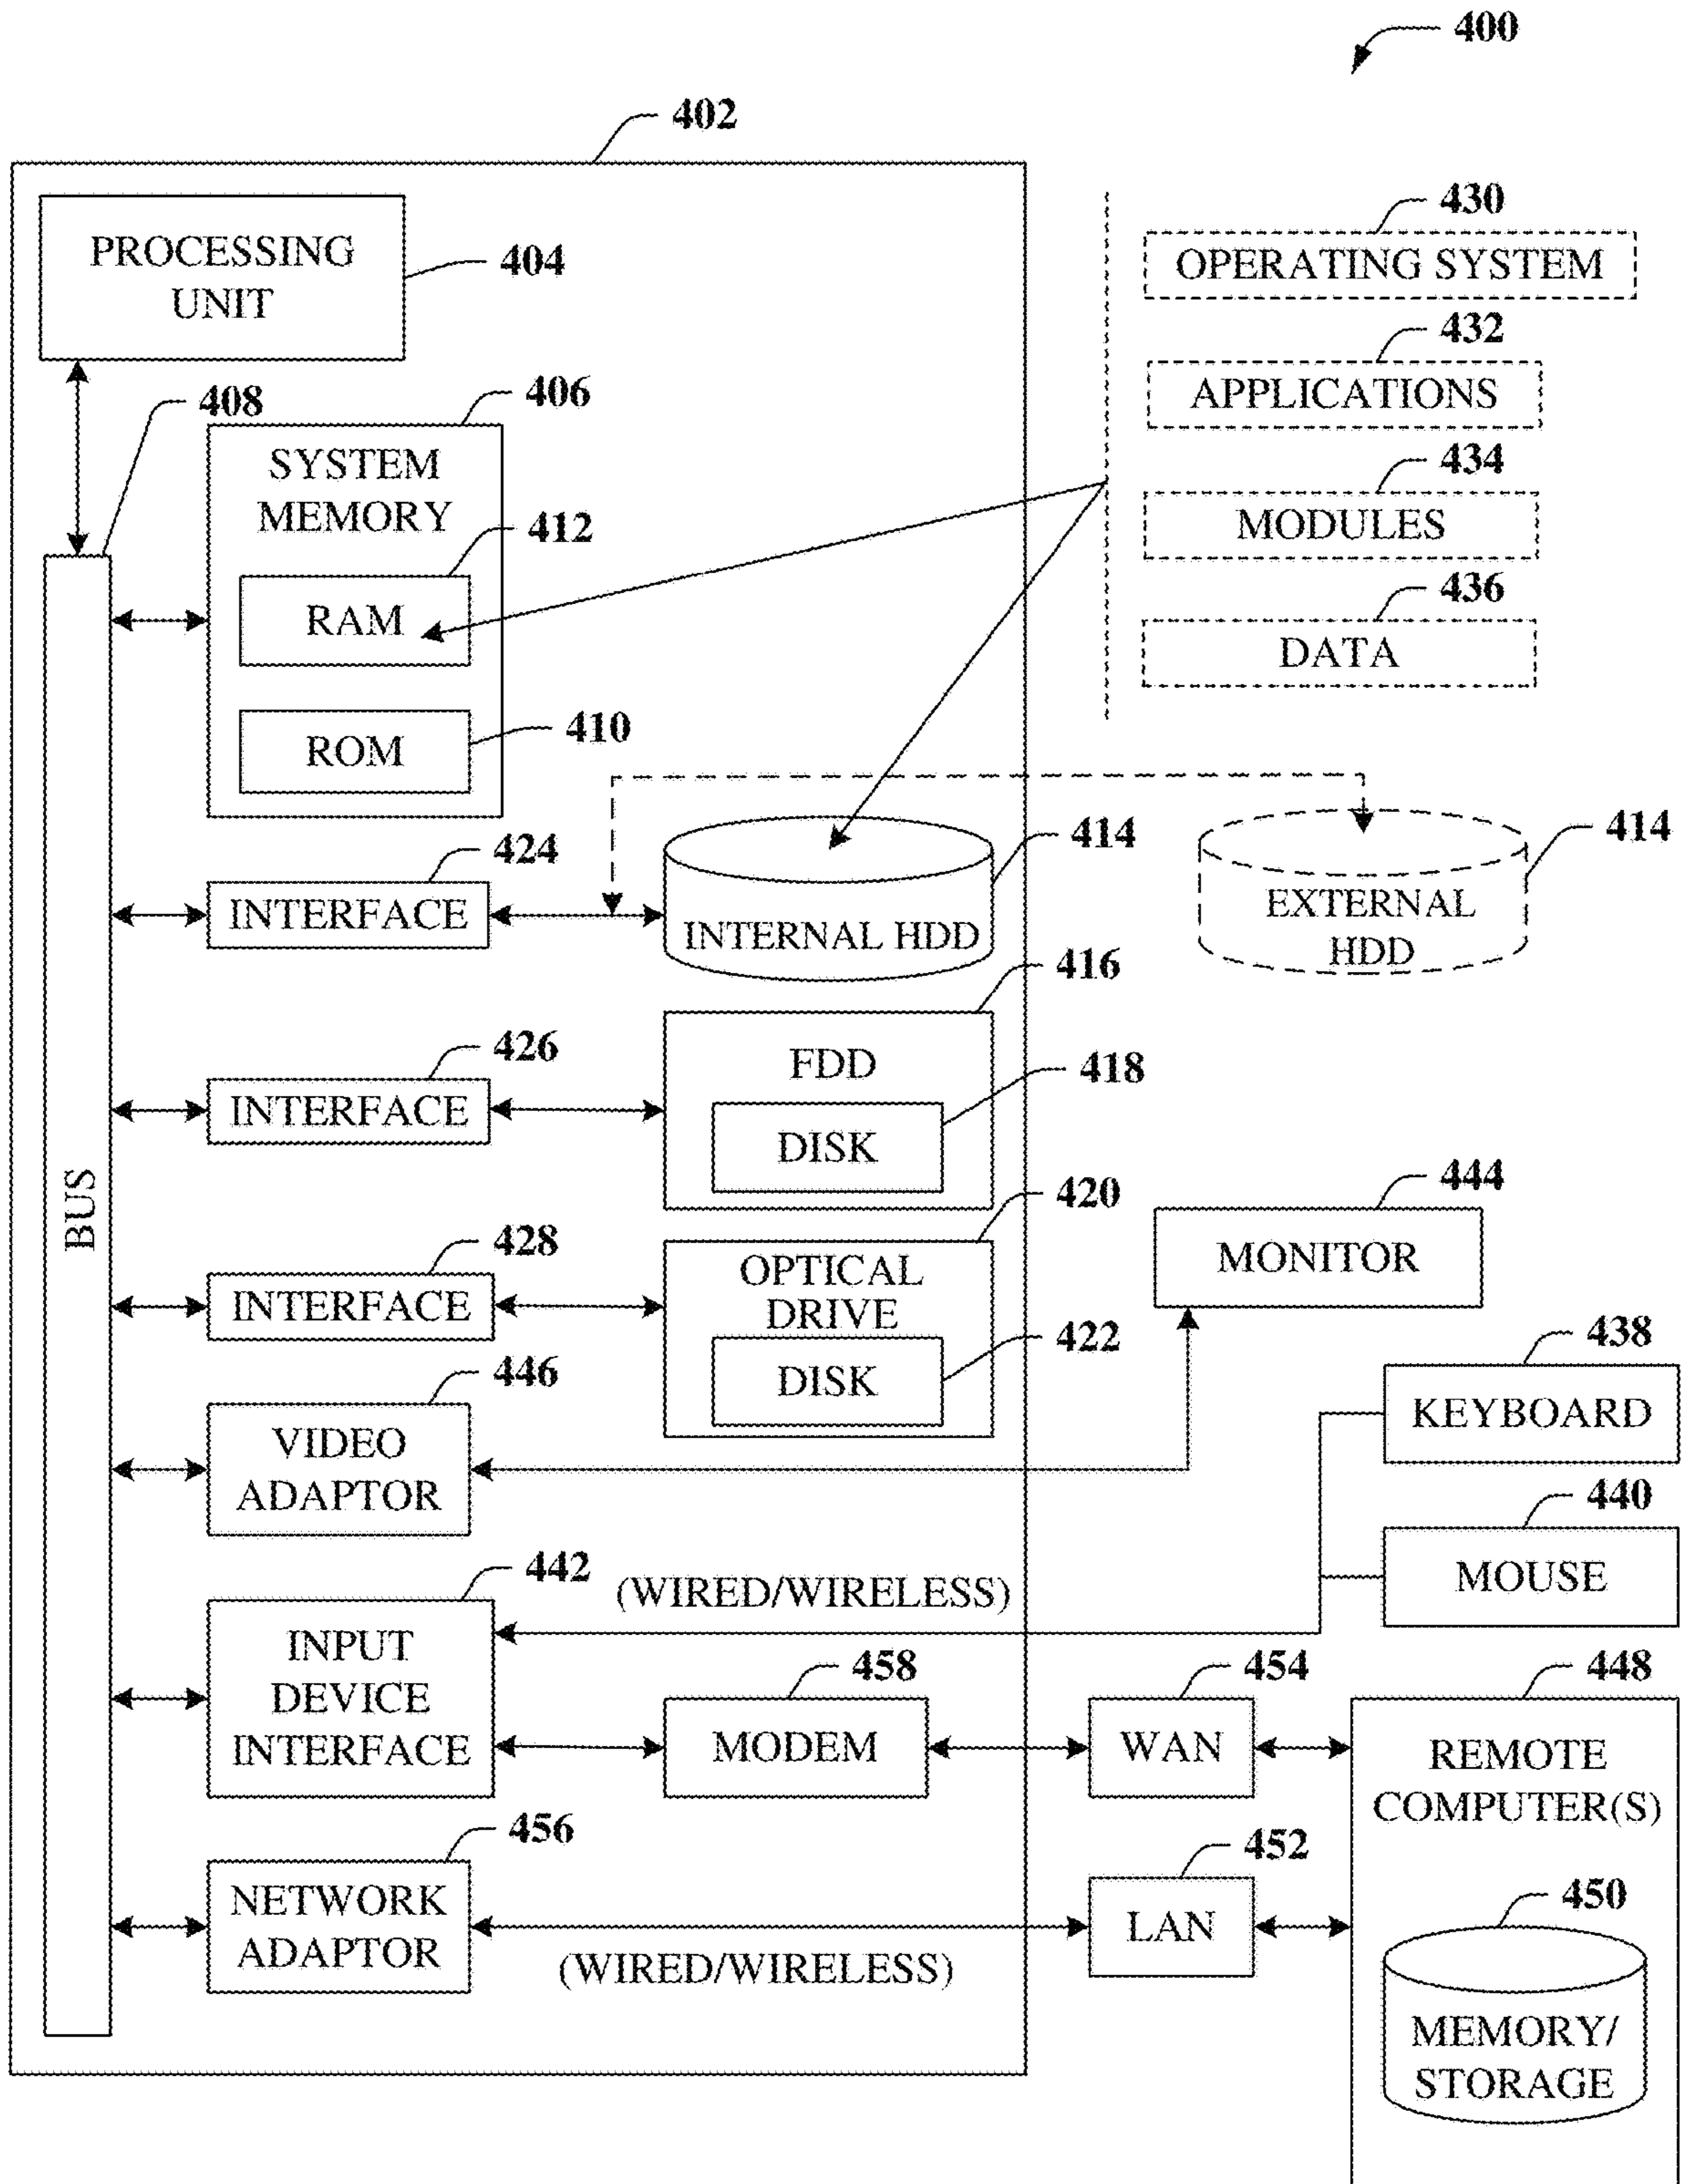 400
402
PROCESSING
UNIT
404
430
OPERATING SYSTEM
432
APPLICATIONS
434
MODULES
436
DATA
408
406
SYSTEM
MEMORY
412
RAM
410
ROM
424
INTERFACE
414
INTERNAL HDD
414
EXTERNAL
HDD
416
FDD
426
INTERFACE
418
DISK
BUS
420
OPTICAL
DRIVE
428
INTERFACE
422
DISK
444
MONITOR
438
KEYBOARD
446
VIDEO
ADAPTOR
440
MOUSE
442
(WIRED/WIRELESS)
INPUT
DEVICE
INTERFACE
458
MODEM
454
WAN
448
REMOTE
COMPUTER(S)
456
NETWORK
ADAPTOR
(WIRED/WIRELESS)
452
LAN
450
MEMORY/
STORAGE